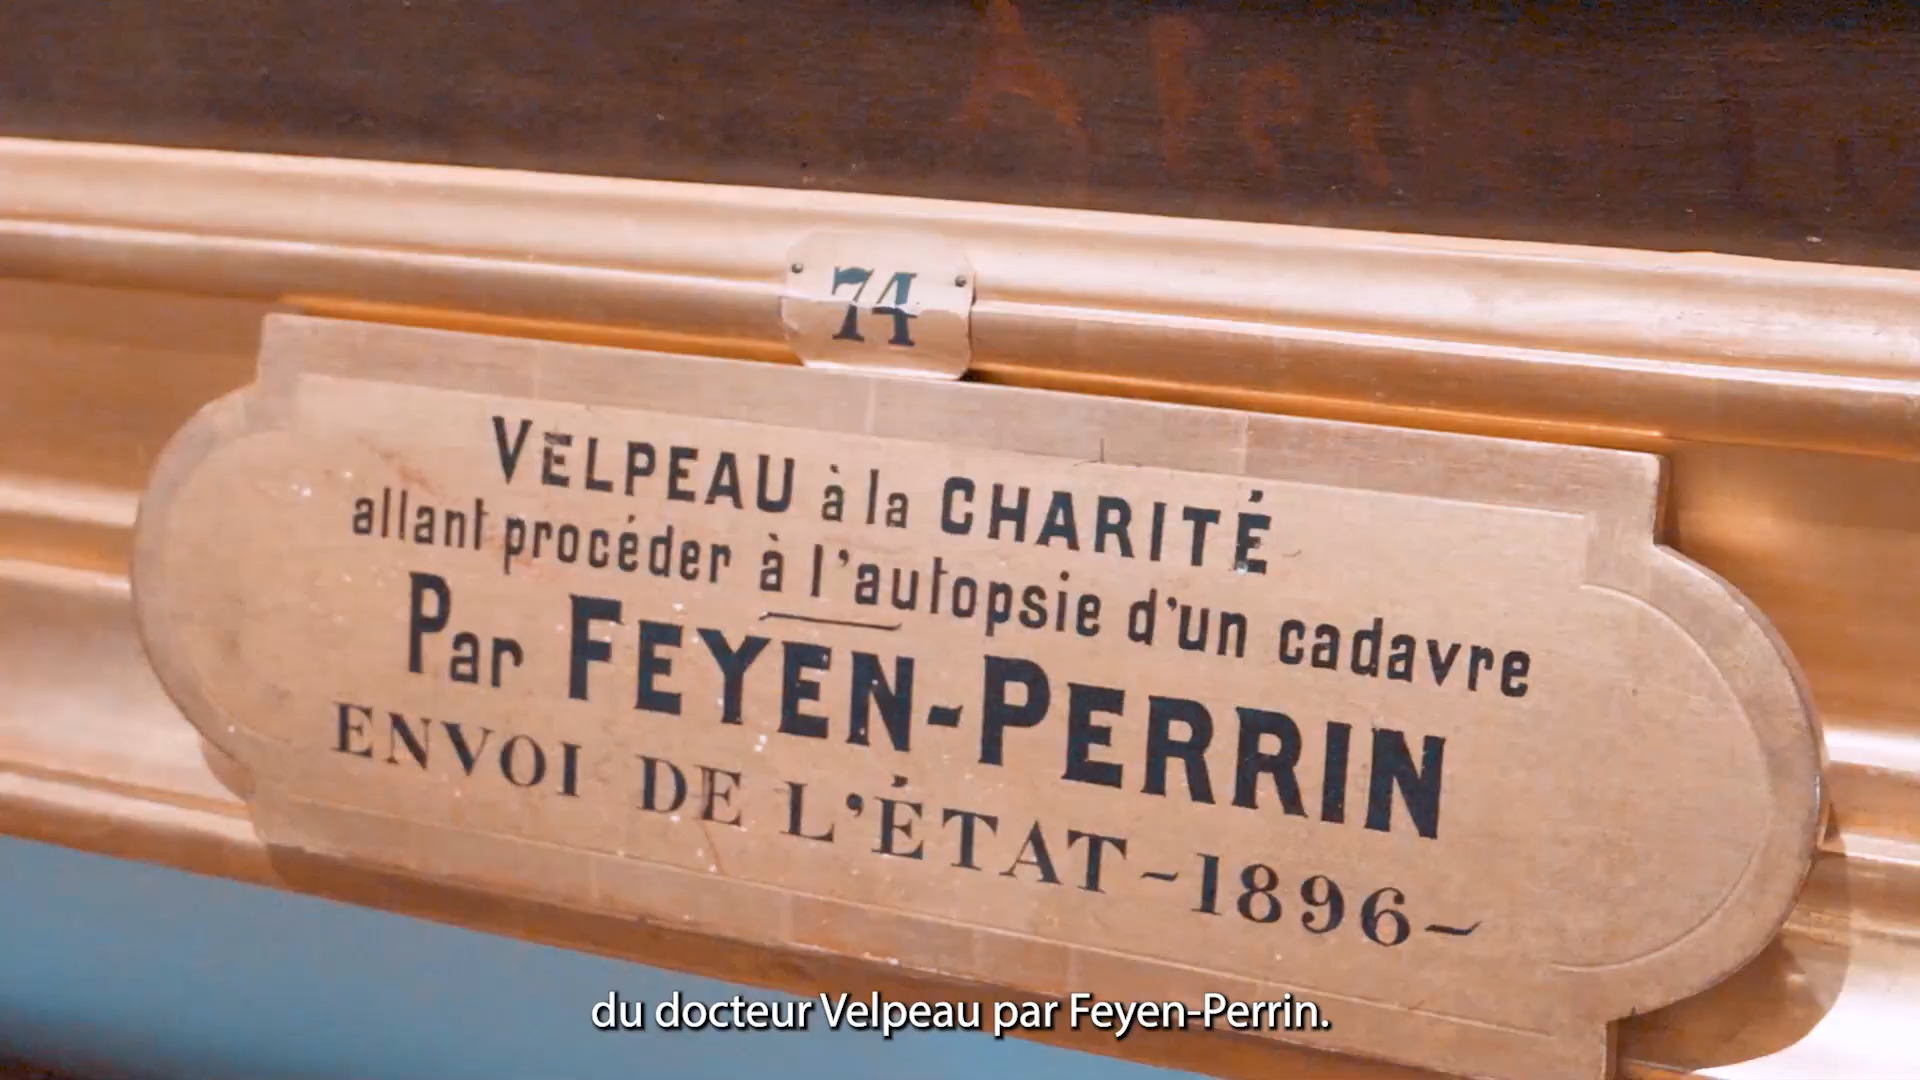 74
VELPEAU à la CHARITÉ
allant procéder à l'autopsie d'un cadavre
Par FEYEN-PERRIN
ENVOI DE L'ÉTAT-1896-
du docteur Velpeau par Feyen-Perrin.